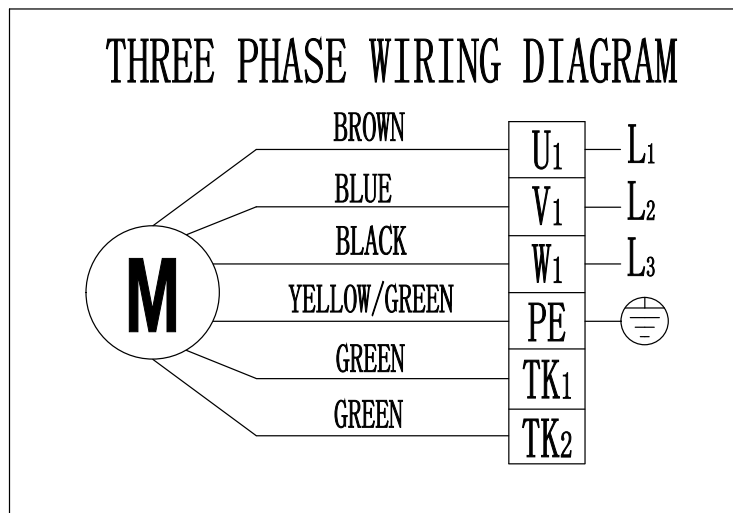 THREE PHASE WIRING DIAGRAM
BROWN U1 L1
BLUE V1 L2
BLACK W1 L3
M
YELLOW/GREEN PE
GREEN TK1
GREEN TK2